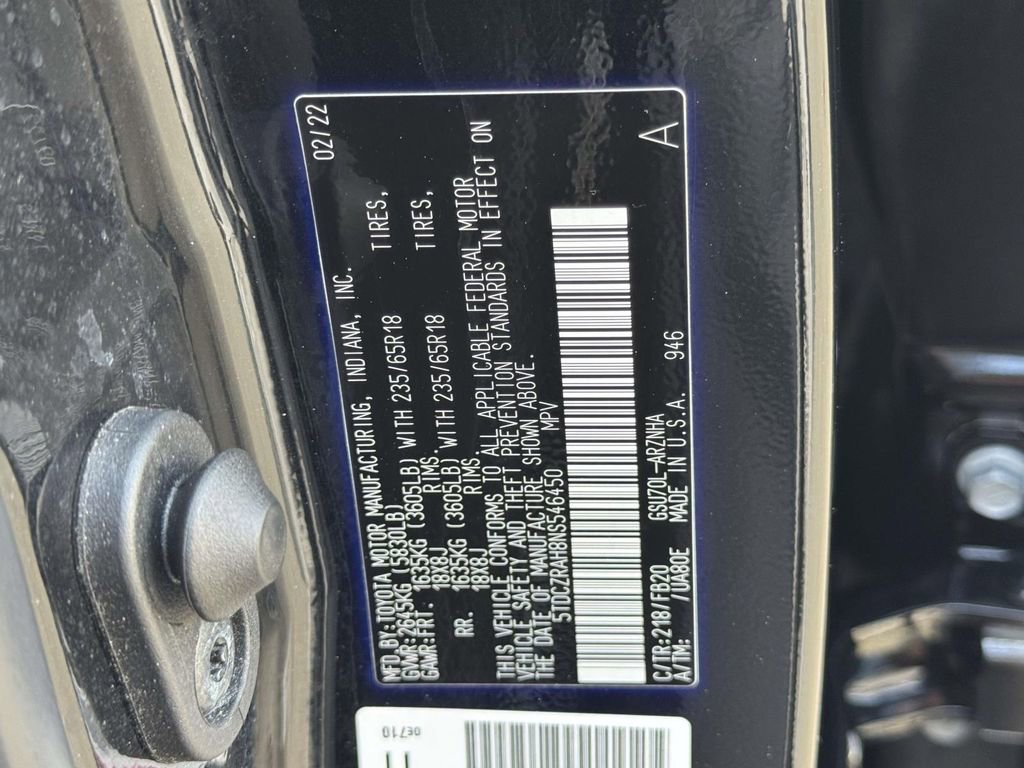 MFD.BY:TOYOTA MOTOR MANUFACTURING, INDIANA, INC. 02/22
GVWR:2645KG (5830LB)
GAWR:FRT. 1635KG (3605LB) WITH 235/65R18 TIRES,
18X8J RIMS.
RR. 1635KG (3605LB) WITH 235/65R18 TIRES,
18X8J RIMS.
THIS VEHICLE CONFORMS TO ALL APPLICABLE FEDERAL MOTOR
VEHICLE SAFETY AND THEFT PREVENTION STANDARDS IN EFFECT ON
THE DATE OF MANUFACTURE SHOWN ABOVE.
5TDCZRAH8NS546450 MPV
C/TR:218/FB20 GSU70L-ARZNHA
A/TM: /UA80E MADE IN U.S.A. 946 A
0E710